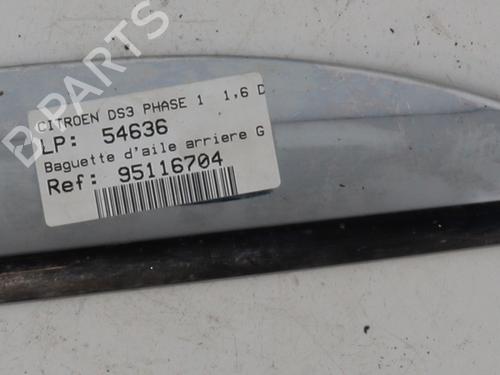 B PARTS
CITROEN DS3 PHASE 1 1,6 D
LP: 54636
Baguette d'aile arriere G
Ref: 95116704